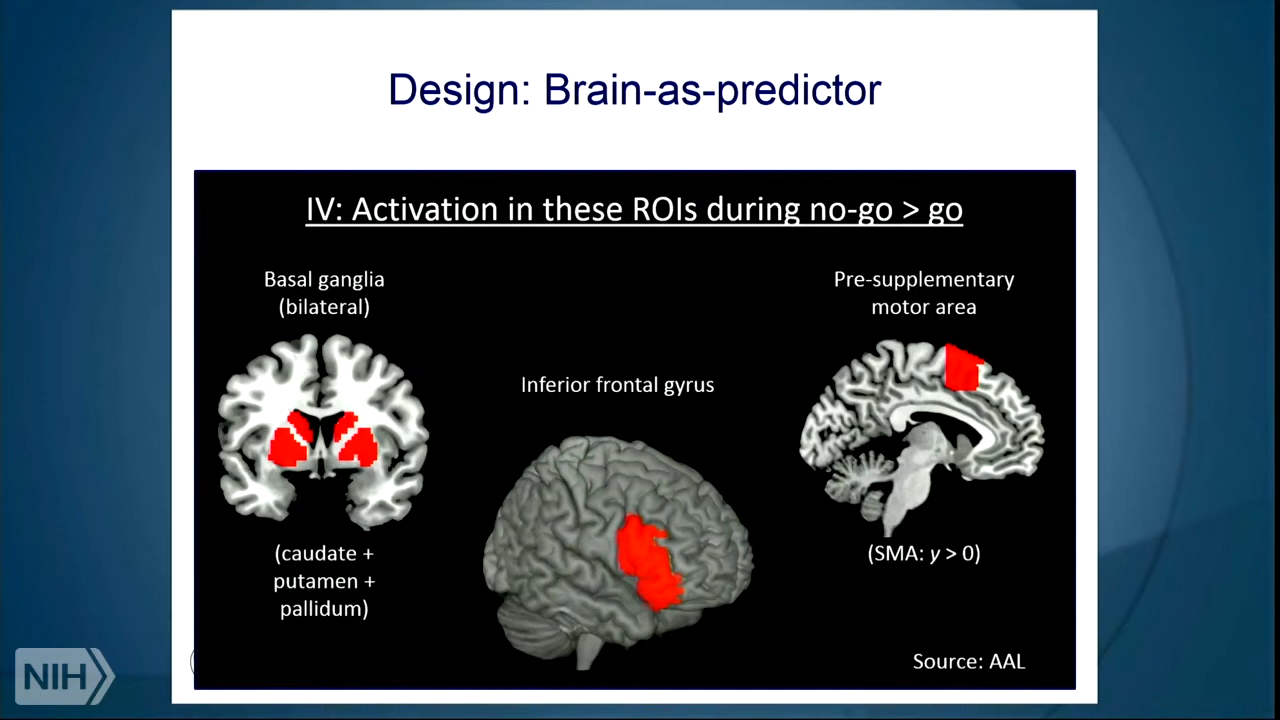 Design: Brain-as-predictor
IV: Activation in these ROIs during no-go > go
Basal ganglia
(bilateral)
Pre-supplementary
motor area
Inferior frontal gyrus
(caudate +
putamen +
pallidum)
(SMA: y > 0)
Source: AAL
NIH